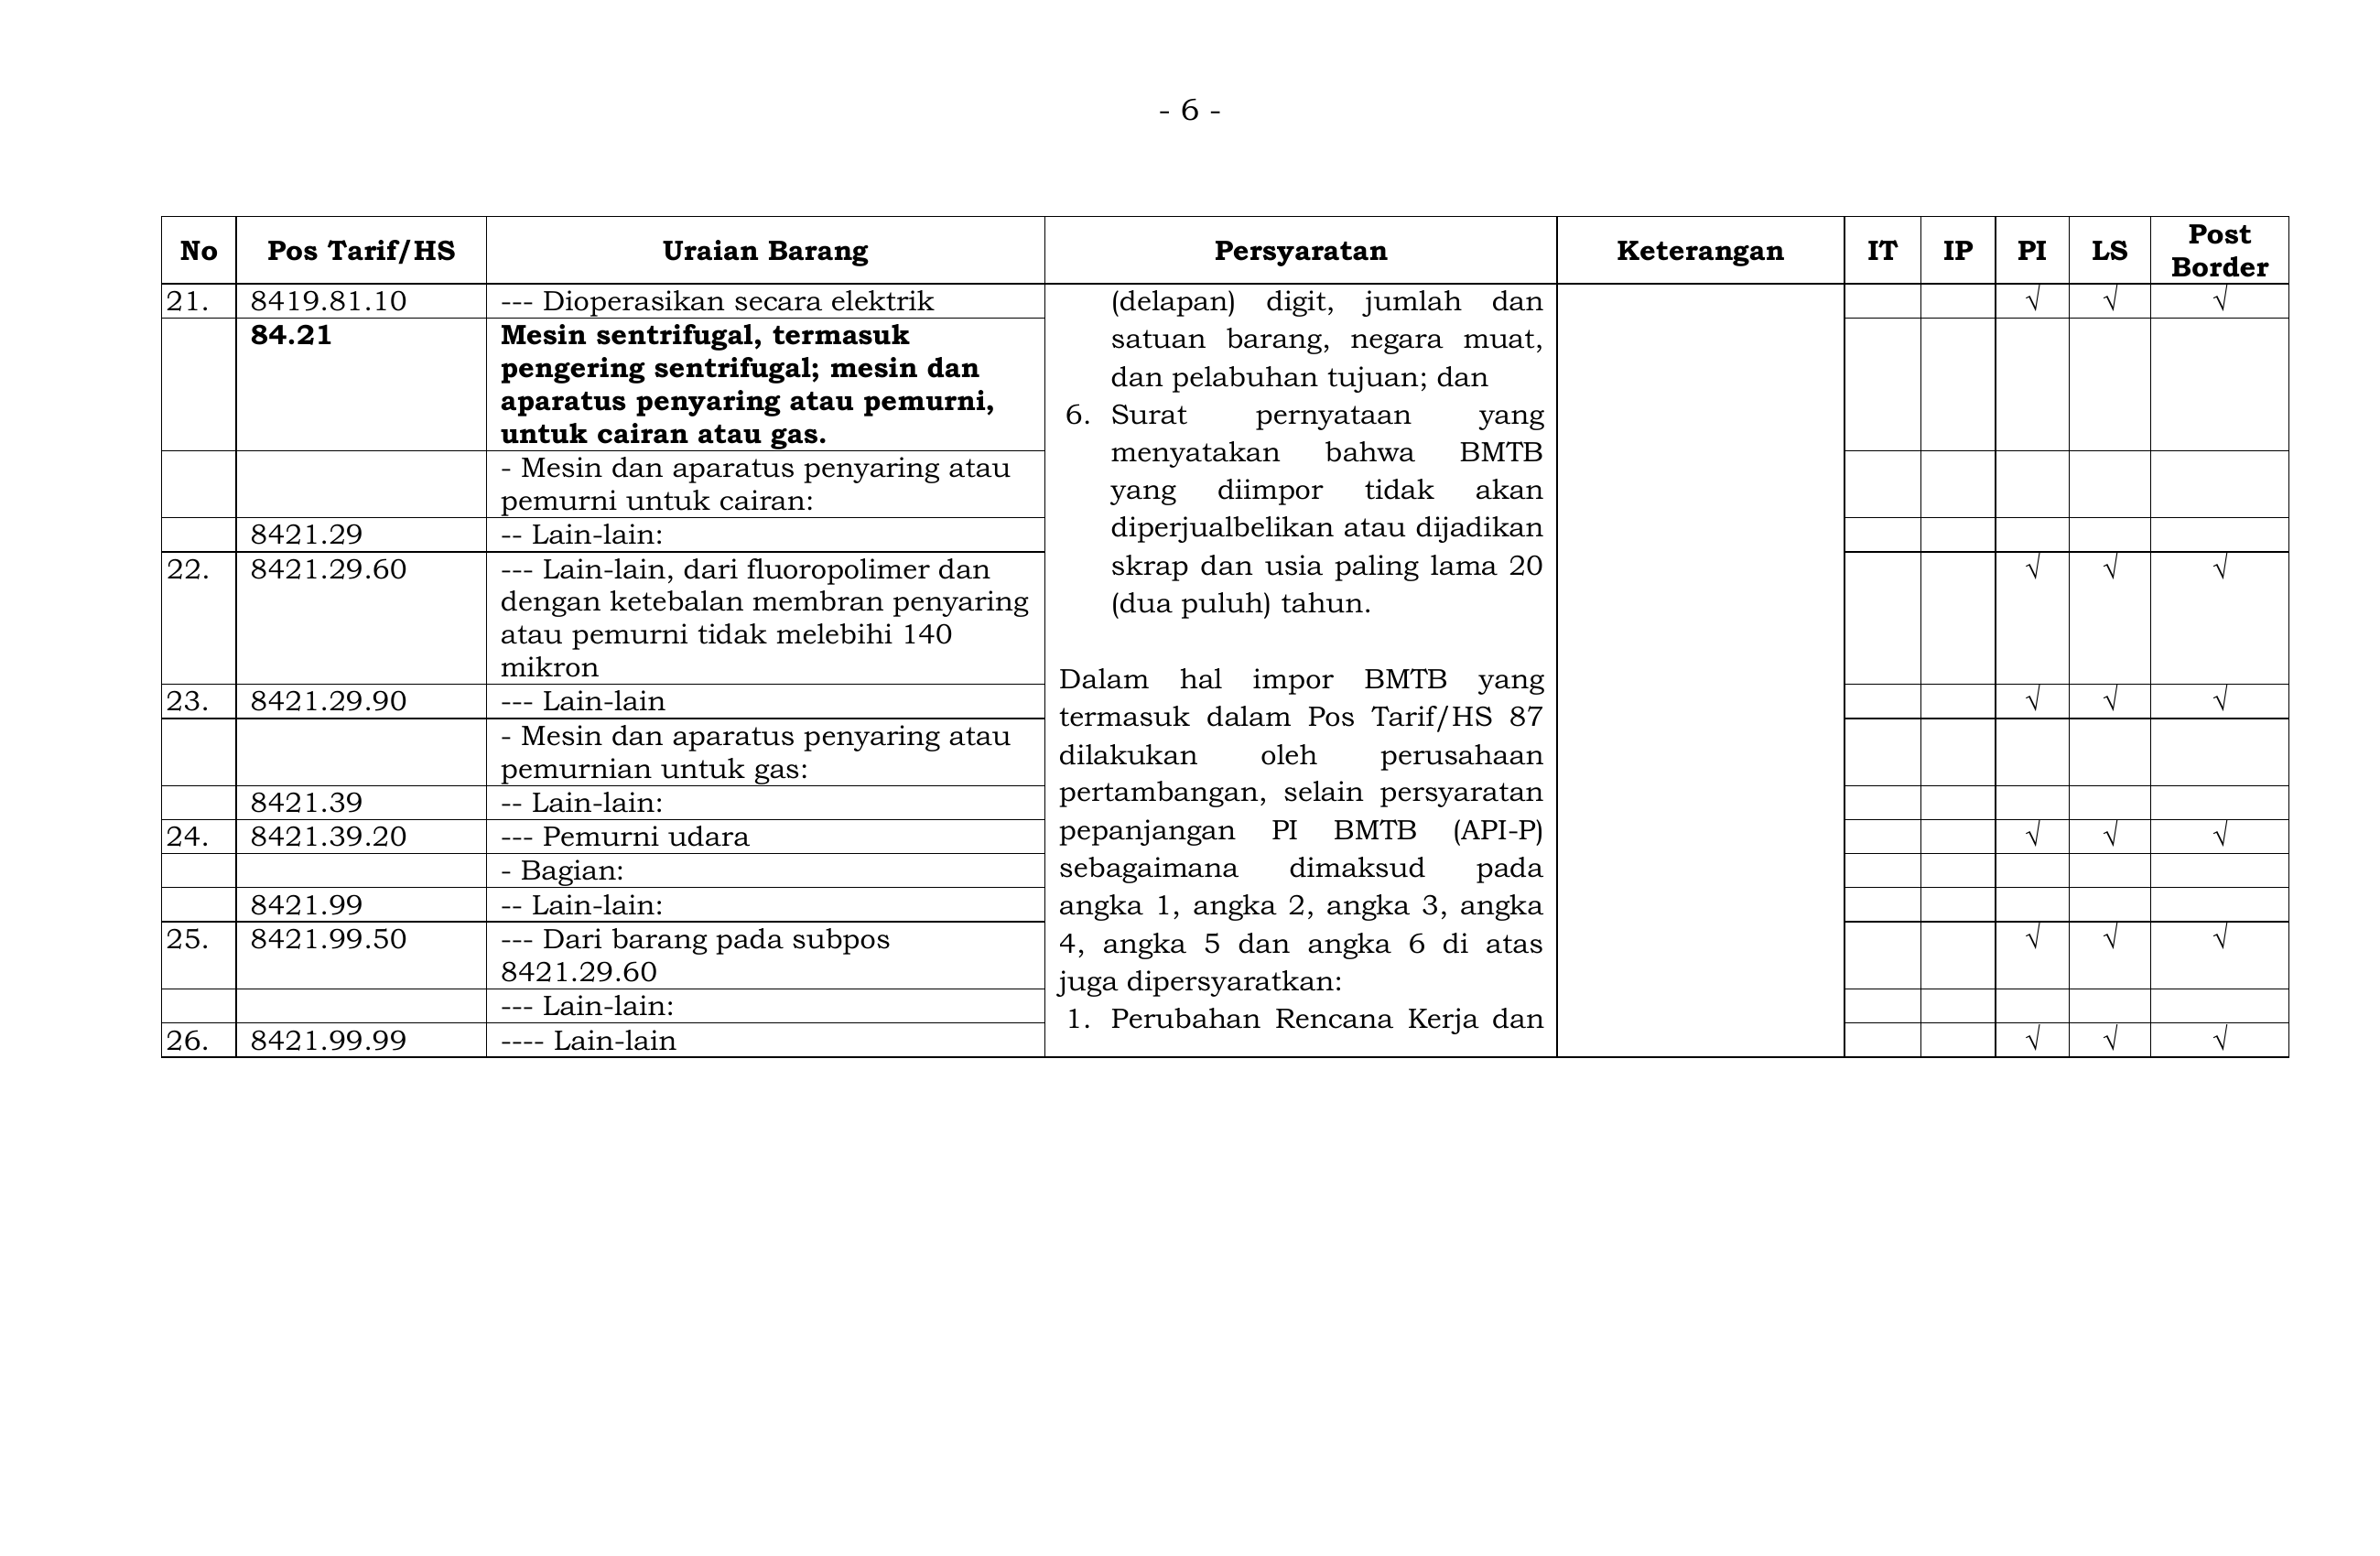 - 6 -
No Pos Tarif/HS Uraian Barang Persyaratan Keterangan IT IP PI LS Post Border
21. 8419.81.10 --- Dioperasikan secara elektrik √ √ √
84.21 Mesin sentrifugal, termasuk
pengering sentrifugal; mesin dan
aparatus penyaring atau pemurni,
untuk cairan atau gas.
- Mesin dan aparatus penyaring atau
pemurni untuk cairan:
8421.29 -- Lain-lain:
22. 8421.29.60 --- Lain-lain, dari fluoropolimer dan √ √ √
dengan ketebalan membran penyaring
atau pemurni tidak melebihi 140
mikron
23. 8421.29.90 --- Lain-lain √ √ √
- Mesin dan aparatus penyaring atau
pemurnian untuk gas:
8421.39 -- Lain-lain:
24. 8421.39.20 --- Pemurni udara √ √ √
- Bagian:
8421.99 -- Lain-lain:
25. 8421.99.50 --- Dari barang pada subpos √ √ √
8421.29.60
--- Lain-lain:
26. 8421.99.99 ---- Lain-lain √ √ √
(delapan) digit, jumlah dan
satuan barang, negara muat,
dan pelabuhan tujuan; dan
6. Surat pernyataan yang
menyatakan bahwa BMTB
yang diimpor tidak akan
diperjualbelikan atau dijadikan
skrap dan usia paling lama 20
(dua puluh) tahun.
Dalam hal impor BMTB yang
termasuk dalam Pos Tarif/HS 87
dilakukan oleh perusahaan
pertambangan, selain persyaratan
pepanjangan PI BMTB (API-P)
sebagaimana dimaksud pada
angka 1, angka 2, angka 3, angka
4, angka 5 dan angka 6 di atas
juga dipersyaratkan:
1. Perubahan Rencana Kerja dan